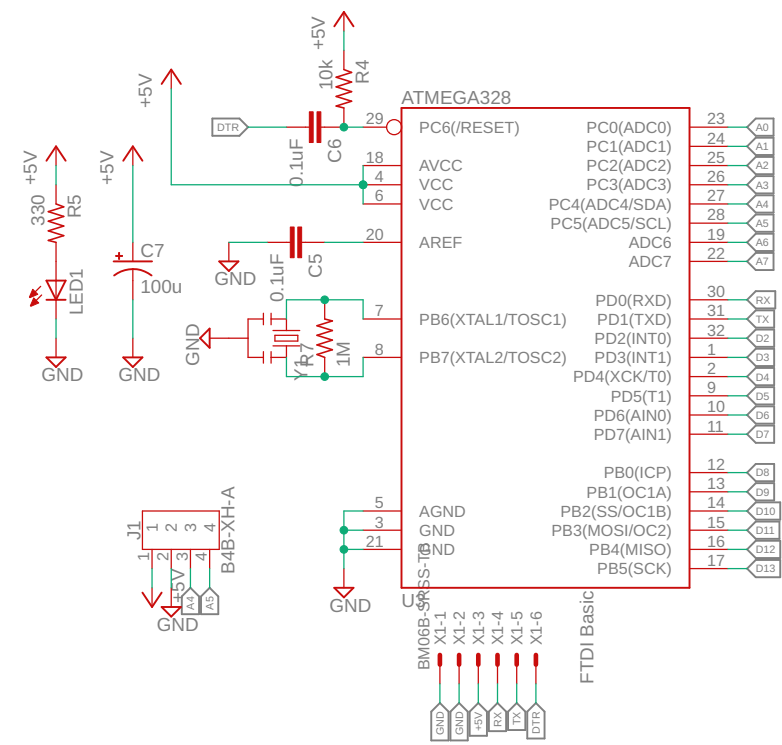 +5V
10k
R4
DTR
0.1uF
C6
+5V
+5V
330
R5
LED1
GND
+5V
C7
100u
GND
ATMEGA328
29 PC6(/RESET)
18 AVCC
4 VCC
6 VCC
20 AREF
GND
0.1uF
C5
7 PB6(XTAL1/TOSC1)
8 PB7(XTAL2/TOSC2)
GND
Y1
R7
1M
5 AGND
3 GND
21 GND
GND
PC0(ADC0) 23 A0
PC1(ADC1) 24 A1
PC2(ADC2) 25 A2
PC3(ADC3) 26 A3
PC4(ADC4/SDA) 27 A4
PC5(ADC5/SCL) 28 A5
ADC6 19 A6
ADC7 22 A7
PD0(RXD) 30 RX
PD1(TXD) 31 TX
PD2(INT0) 32 D2
PD3(INT1) 1 D3
PD4(XCK/T0) 2 D4
PD5(T1) 9 D5
PD6(AIN0) 10 D6
PD7(AIN1) 11 D7
PB0(ICP) 12 D8
PB1(OC1A) 13 D9
PB2(SS/OC1B) 14 D10
PB3(MOSI/OC2) 15 D11
PB4(MISO) 16 D12
PB5(SCK) 17 D13
J1
1 2 3 4
1 2 3 4
B4B-XH-A
+5V
A4
A5
GND
BM06B-SRSS-TB
X1-1
X1-2
X1-3
X1-4
X1-5
X1-6
FTDI Basic
GND
GND
+5V
RX
TX
DTR